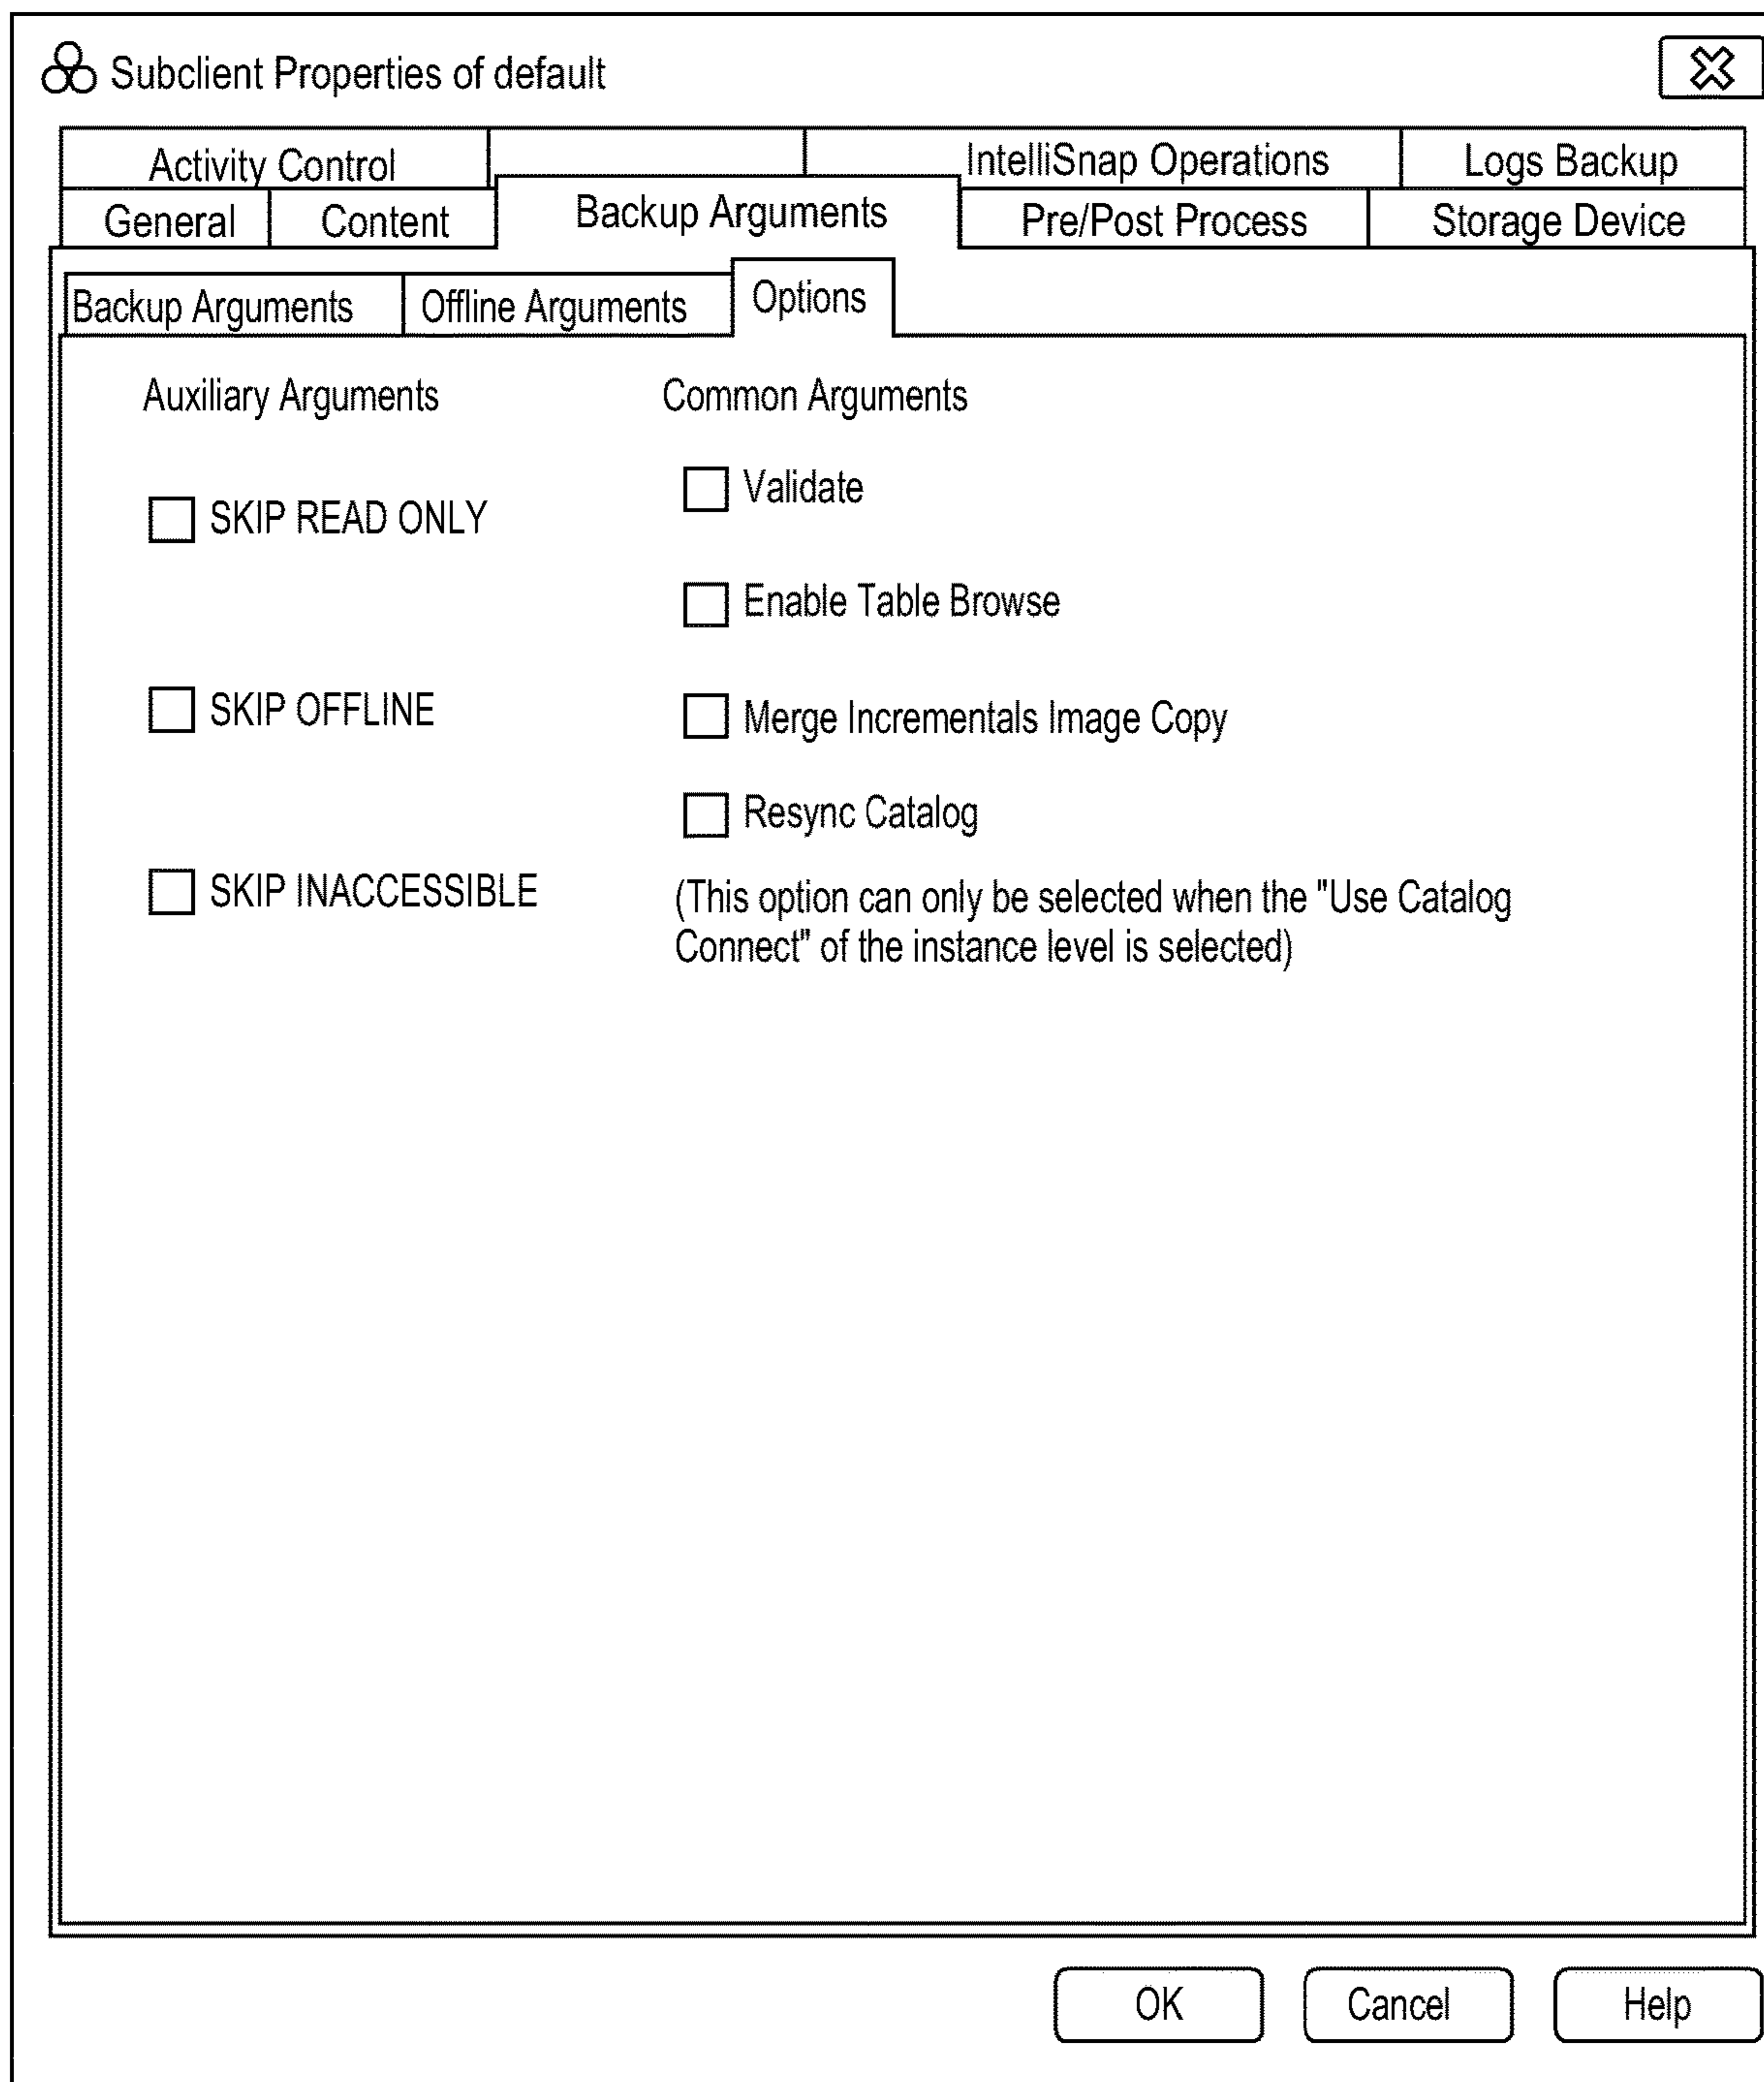 Subclient Properties of default
Activity Control
IntelliSnap Operations
Logs Backup
General
Content
Backup Arguments
Pre/Post Process
Storage Device
Backup Arguments
Offline Arguments
Options
Auxiliary Arguments
Common Arguments
SKIP READ ONLY
SKIP OFFLINE
SKIP INACCESSIBLE
Validate
Enable Table Browse
Merge Incrementals Image Copy
Resync Catalog
(This option can only be selected when the "Use Catalog
Connect" of the instance level is selected)
OK
Cancel
Help